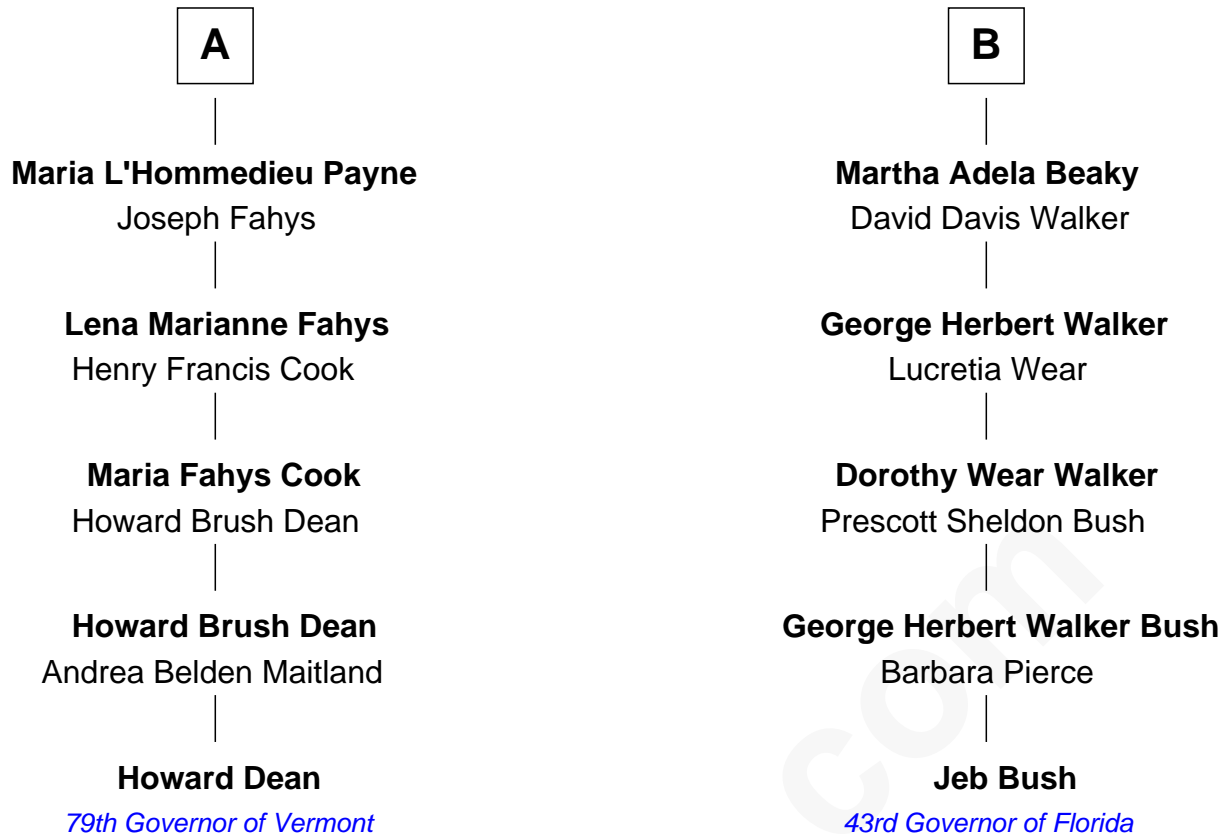 A
Maria L'Hommedieu Payne
Joseph Fahys
Lena Marianne Fahys
Henry Francis Cook
Maria Fahys Cook
Howard Brush Dean
Howard Brush Dean
Andrea Belden Maitland
Howard Dean
79th Governor of Vermont
B
Martha Adela Beaky
David Davis Walker
George Herbert Walker
Lucretia Wear
Dorothy Wear Walker
Prescott Sheldon Bush
George Herbert Walker Bush
Barbara Pierce
Jeb Bush
43rd Governor of Florida
com